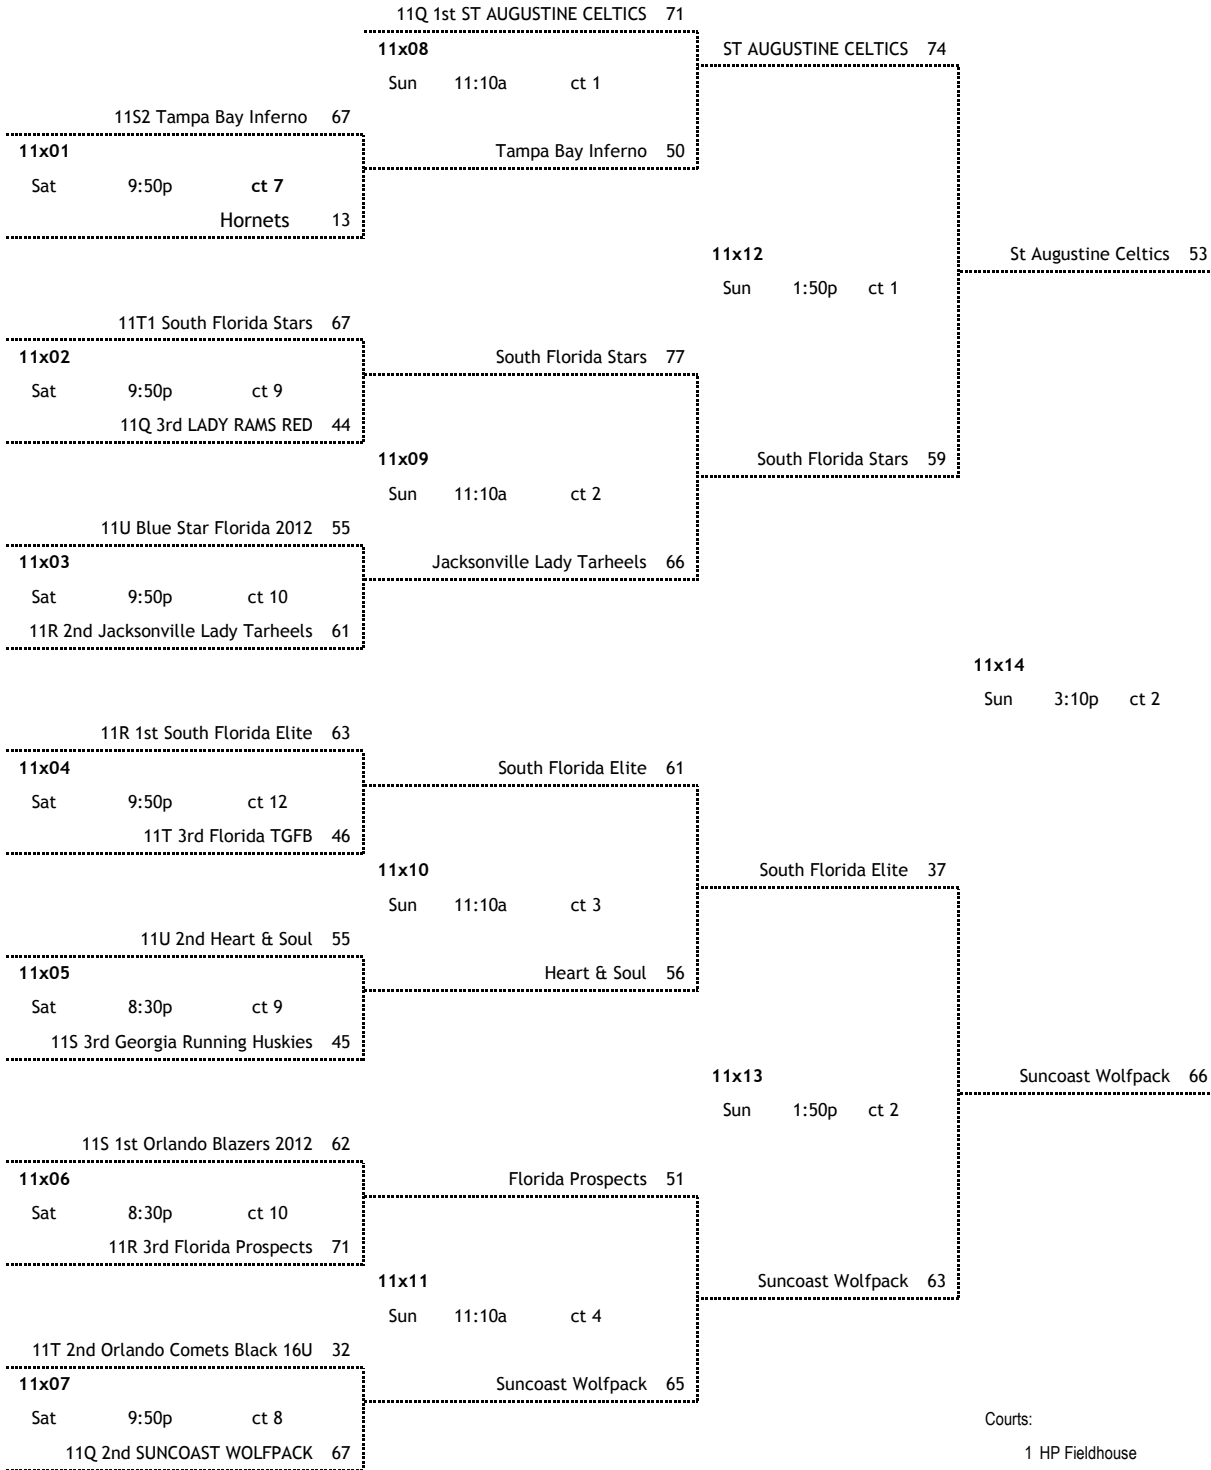 11Q 1st ST AUGUSTINE CELTICS 71
11x08 ST AUGUSTINE CELTICS 74
Sun 11:10a ct 1
11S2 Tampa Bay Inferno 67
11x01 Tampa Bay Inferno 50
Sat 9:50p ct 7
Hornets 13
11x12 St Augustine Celtics 53
Sun 1:50p ct 1
11T1 South Florida Stars 67
11x02 South Florida Stars 77
Sat 9:50p ct 9
11Q 3rd LADY RAMS RED 44
11x09 South Florida Stars 59
Sun 11:10a ct 2
11U Blue Star Florida 2012 55
11x03 Jacksonville Lady Tarheels 66
Sat 9:50p ct 10
11R 2nd Jacksonville Lady Tarheels 61
11x14
Sun 3:10p ct 2
11R 1st South Florida Elite 63
11x04 South Florida Elite 61
Sat 9:50p ct 12
11T 3rd Florida TGFB 46
11x10 South Florida Elite 37
Sun 11:10a ct 3
11U 2nd Heart & Soul 55
11x05 Heart & Soul 56
Sat 8:30p ct 9
11S 3rd Georgia Running Huskies 45
11x13 Suncoast Wolfpack 66
Sun 1:50p ct 2
11S 1st Orlando Blazers 2012 62
11x06 Florida Prospects 51
Sat 8:30p ct 10
11R 3rd Florida Prospects 71
11x11 Suncoast Wolfpack 63
Sun 11:10a ct 4
11T 2nd Orlando Comets Black 16U 32
11x07 Suncoast Wolfpack 65
Sat 9:50p ct 8 Courts:
11Q 2nd SUNCOAST WOLFPACK 67 1 HP Fieldhouse